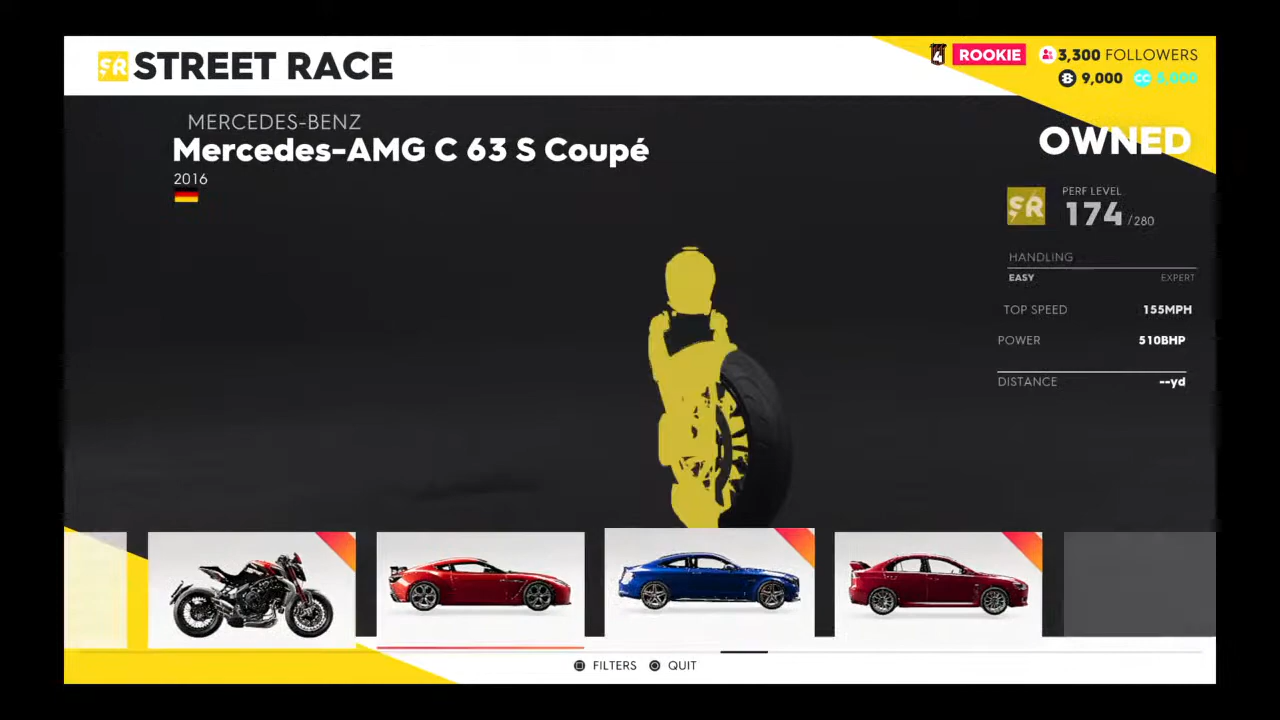 SR STREET RACE
4 ROOKIE 3,300 FOLLOWERS
9,000 CC
MERCEDES-BENZ
Mercedes-AMG C 63 S Coupé
2016
OWNED
SR PERF LEVEL
174 /280
HANDLING
EASY EXPERT
TOP SPEED 155MPH
POWER 510BHP
DISTANCE --yd
FILTERS QUIT